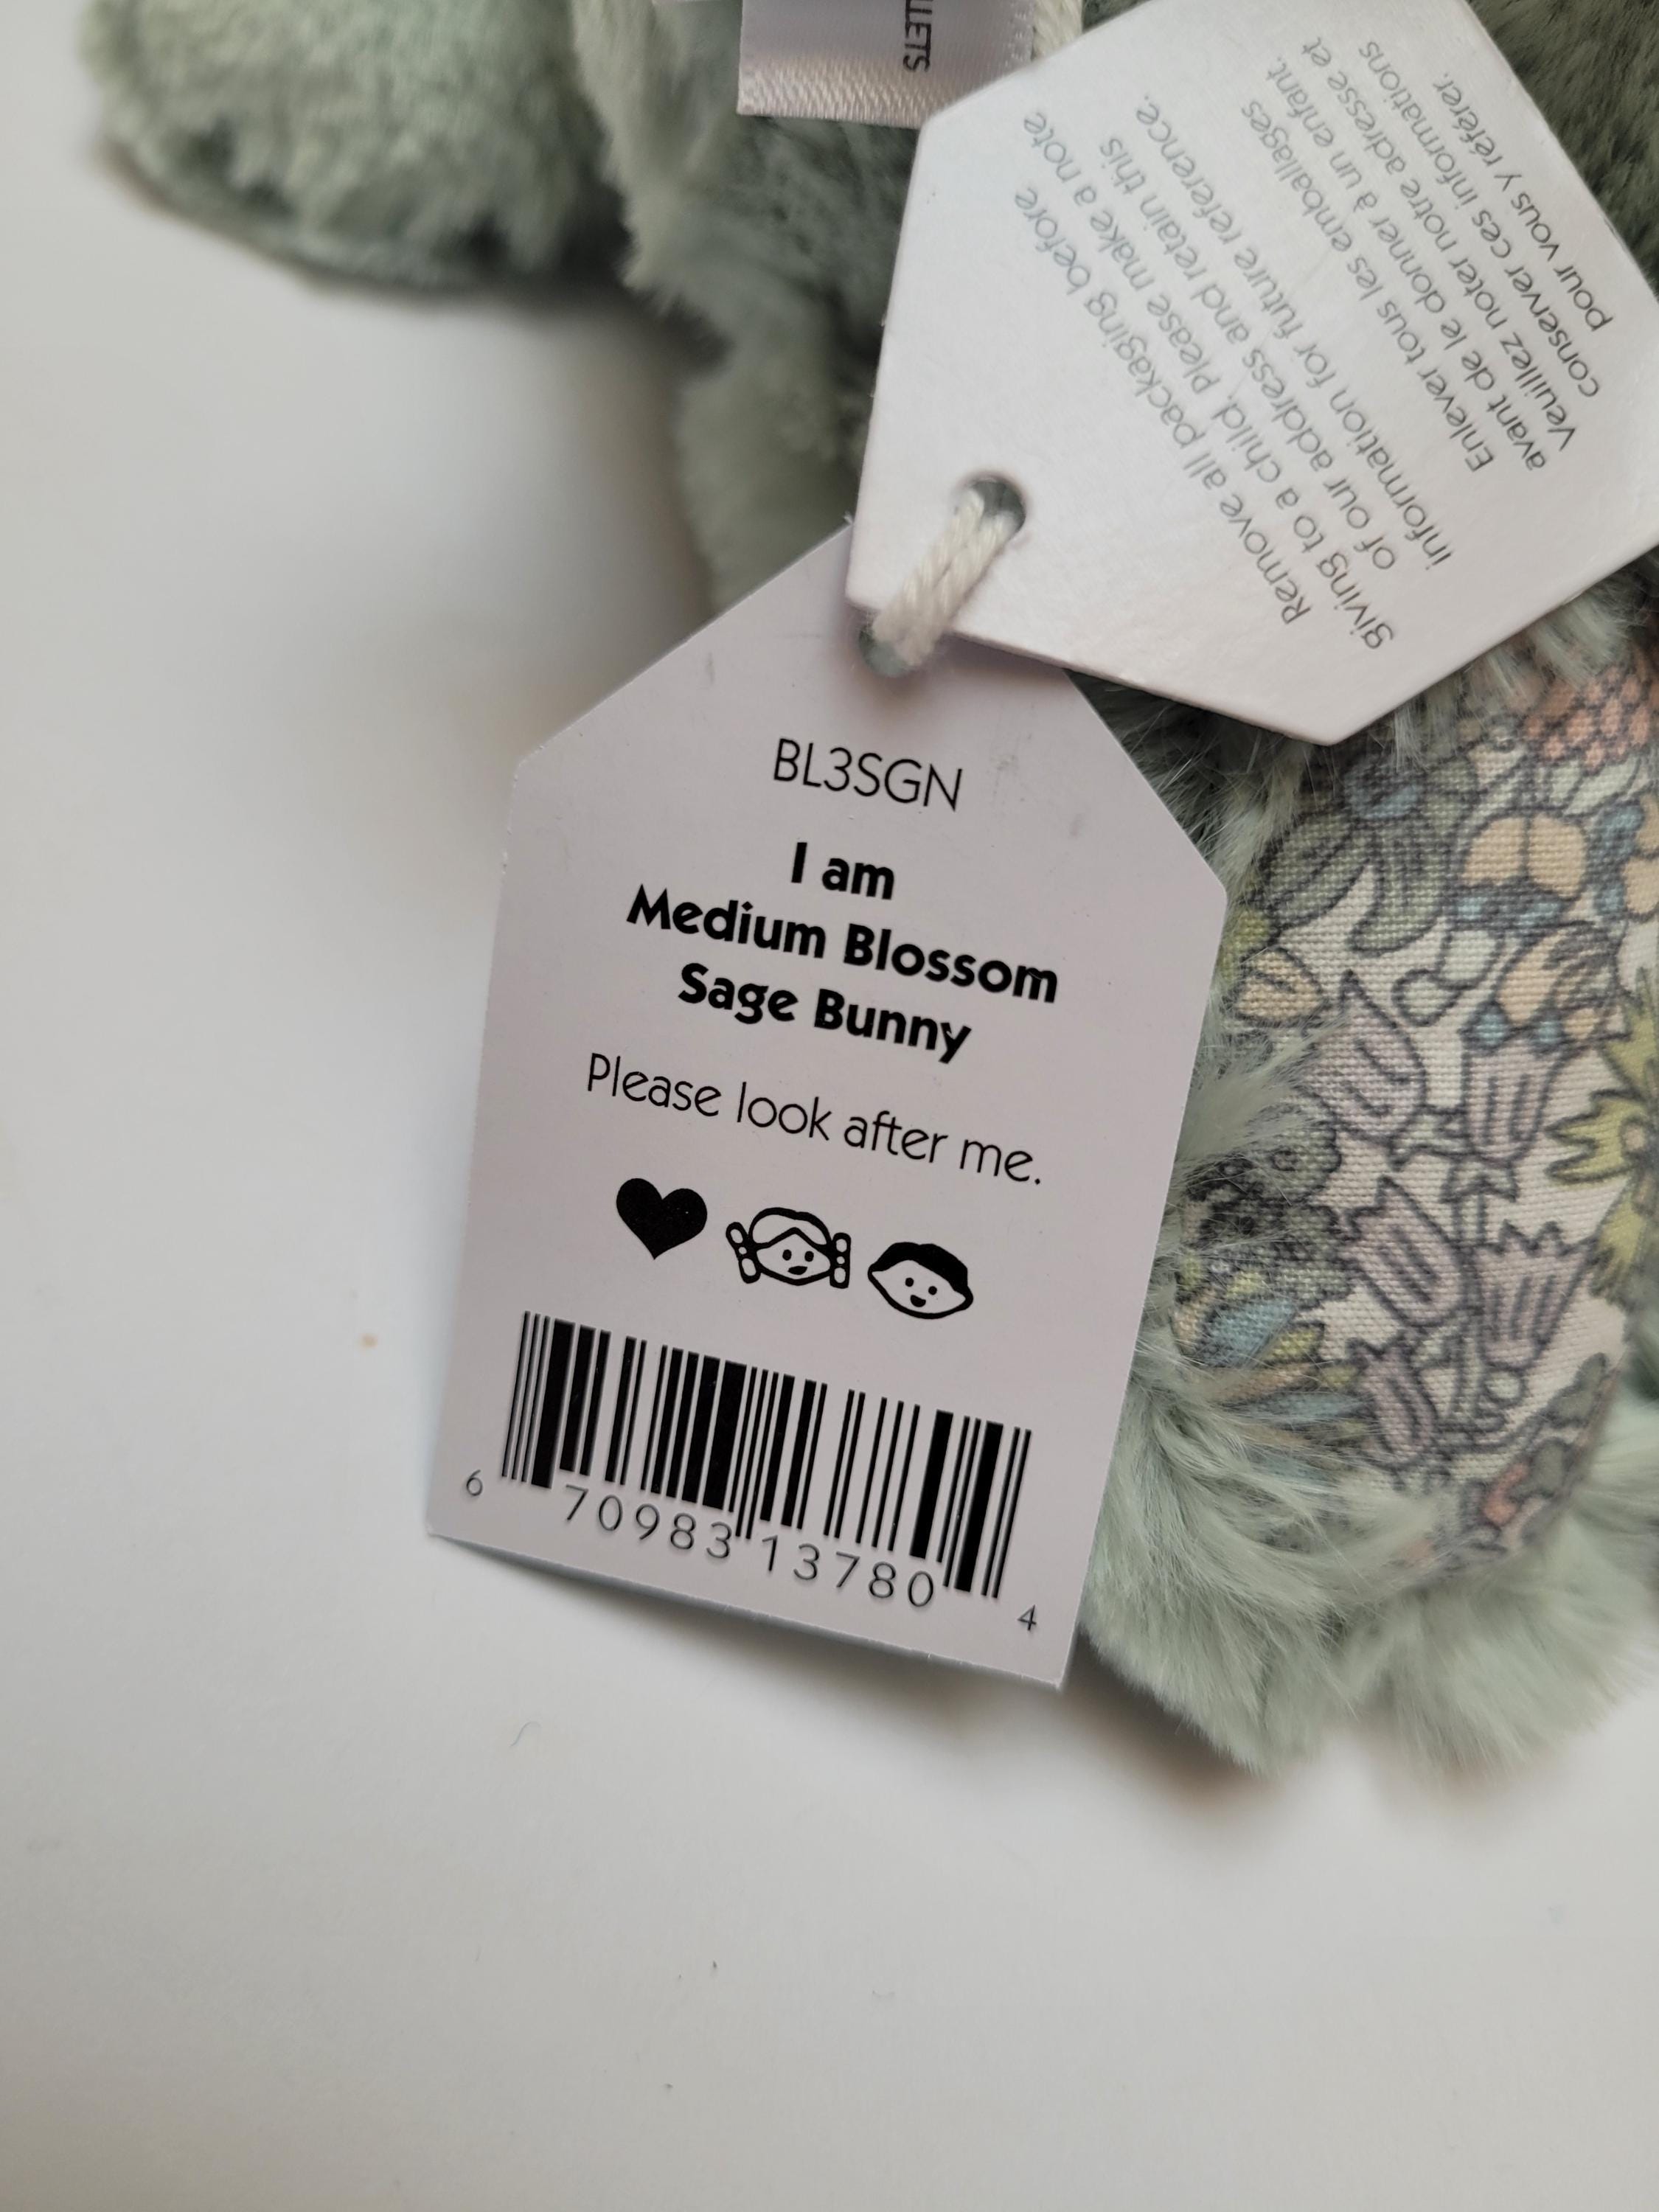 LLETS
Remove all packaging before
giving to a child. Please make a note
of our address and retain this
information for future reference.
Enlever tous les emballages
avant de le donner à un enfant.
Veuillez noter notre adresse et
conserver ces informations
pour vous y référer.
BL3SGN
I am
Medium Blossom
Sage Bunny
Please look after me.
6 70983 13780 4